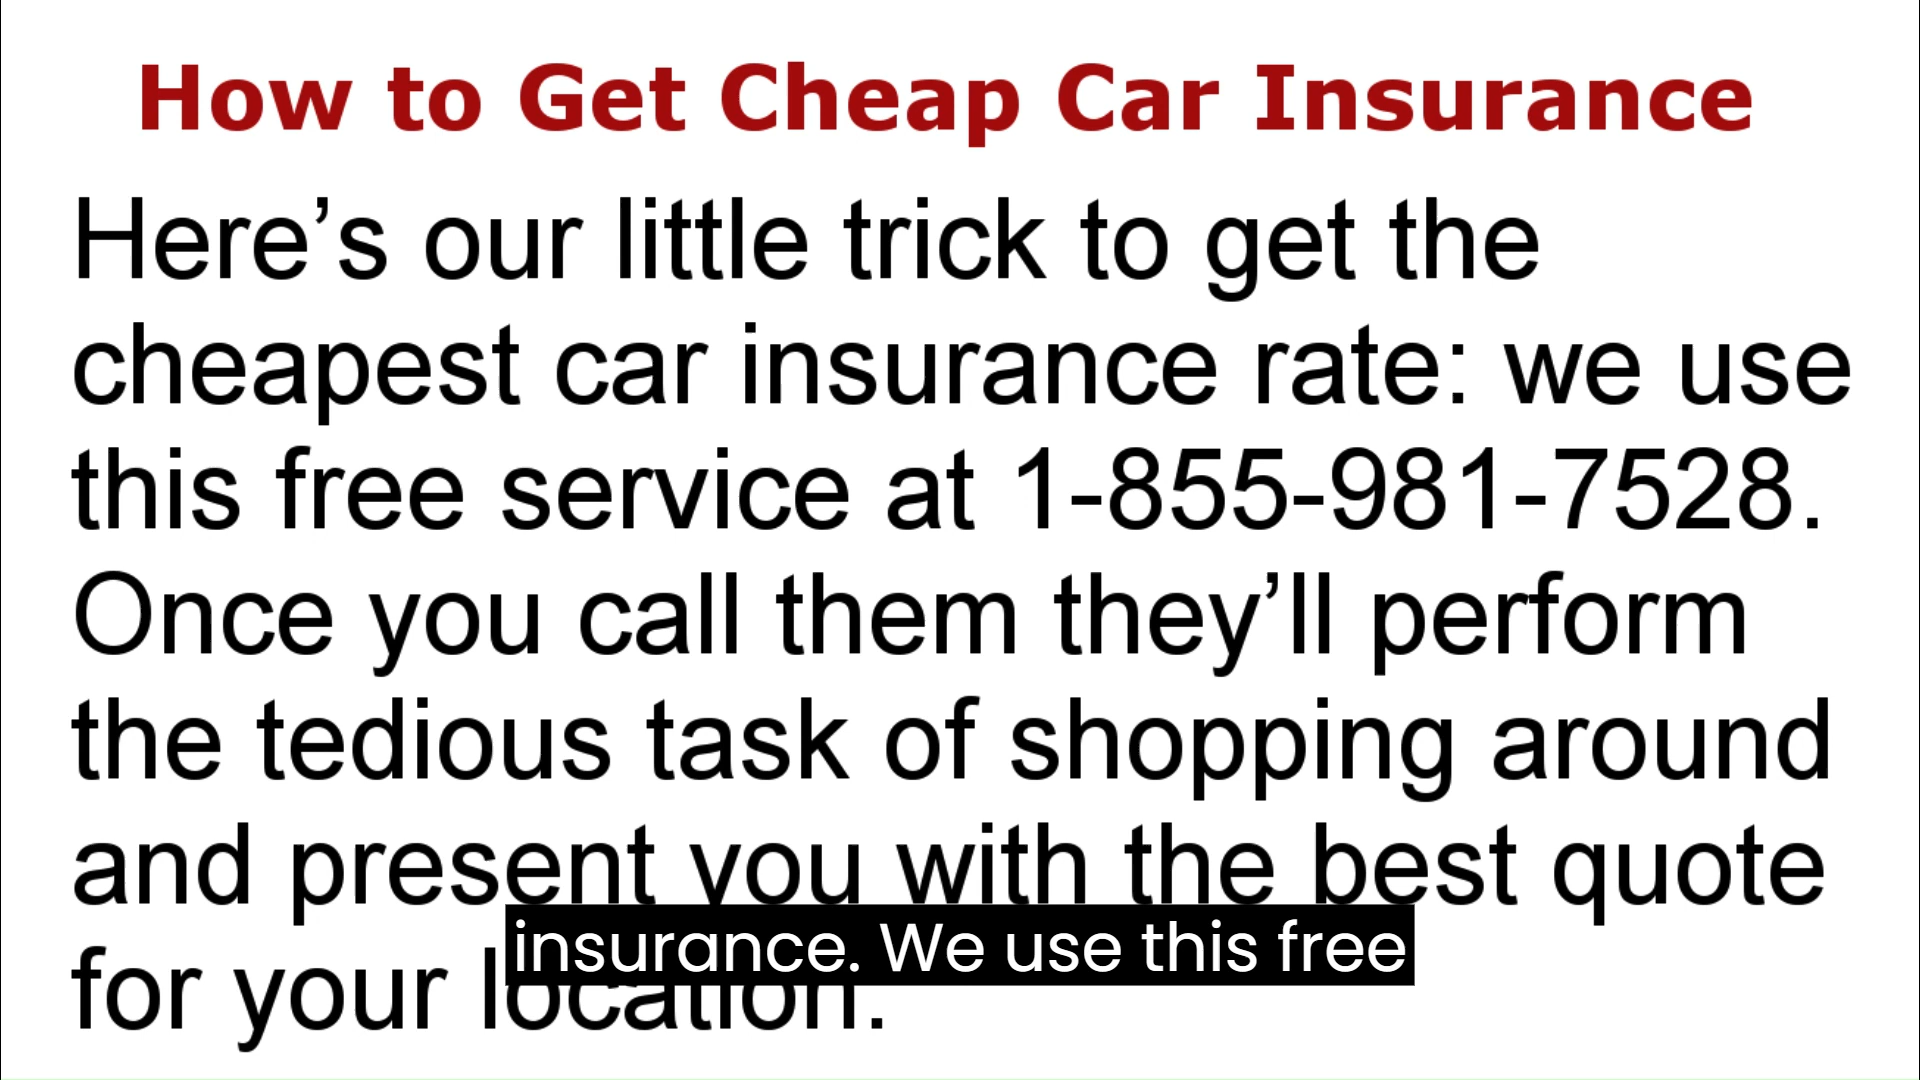 How to Get Cheap Car Insurance
Here’s our little trick to get the
cheapest car insurance rate: we use
this free service at 1-855-981-7528.
Once you call them they’ll perform
the tedious task of shopping around
and present you with the best quote
for your location.
insurance. We use this free